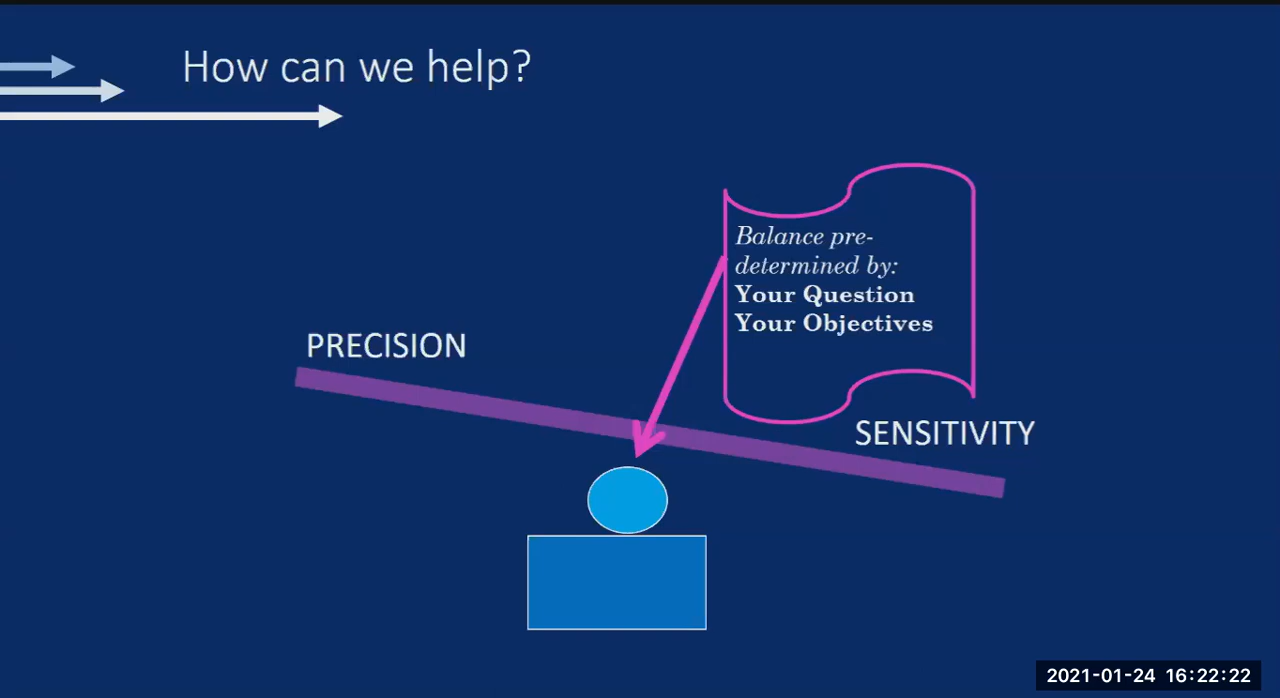 How can we help?
Balance pre-
determined by:
Your Question
Your Objectives
PRECISION
SENSITIVITY
2021-01-24 16:22:22